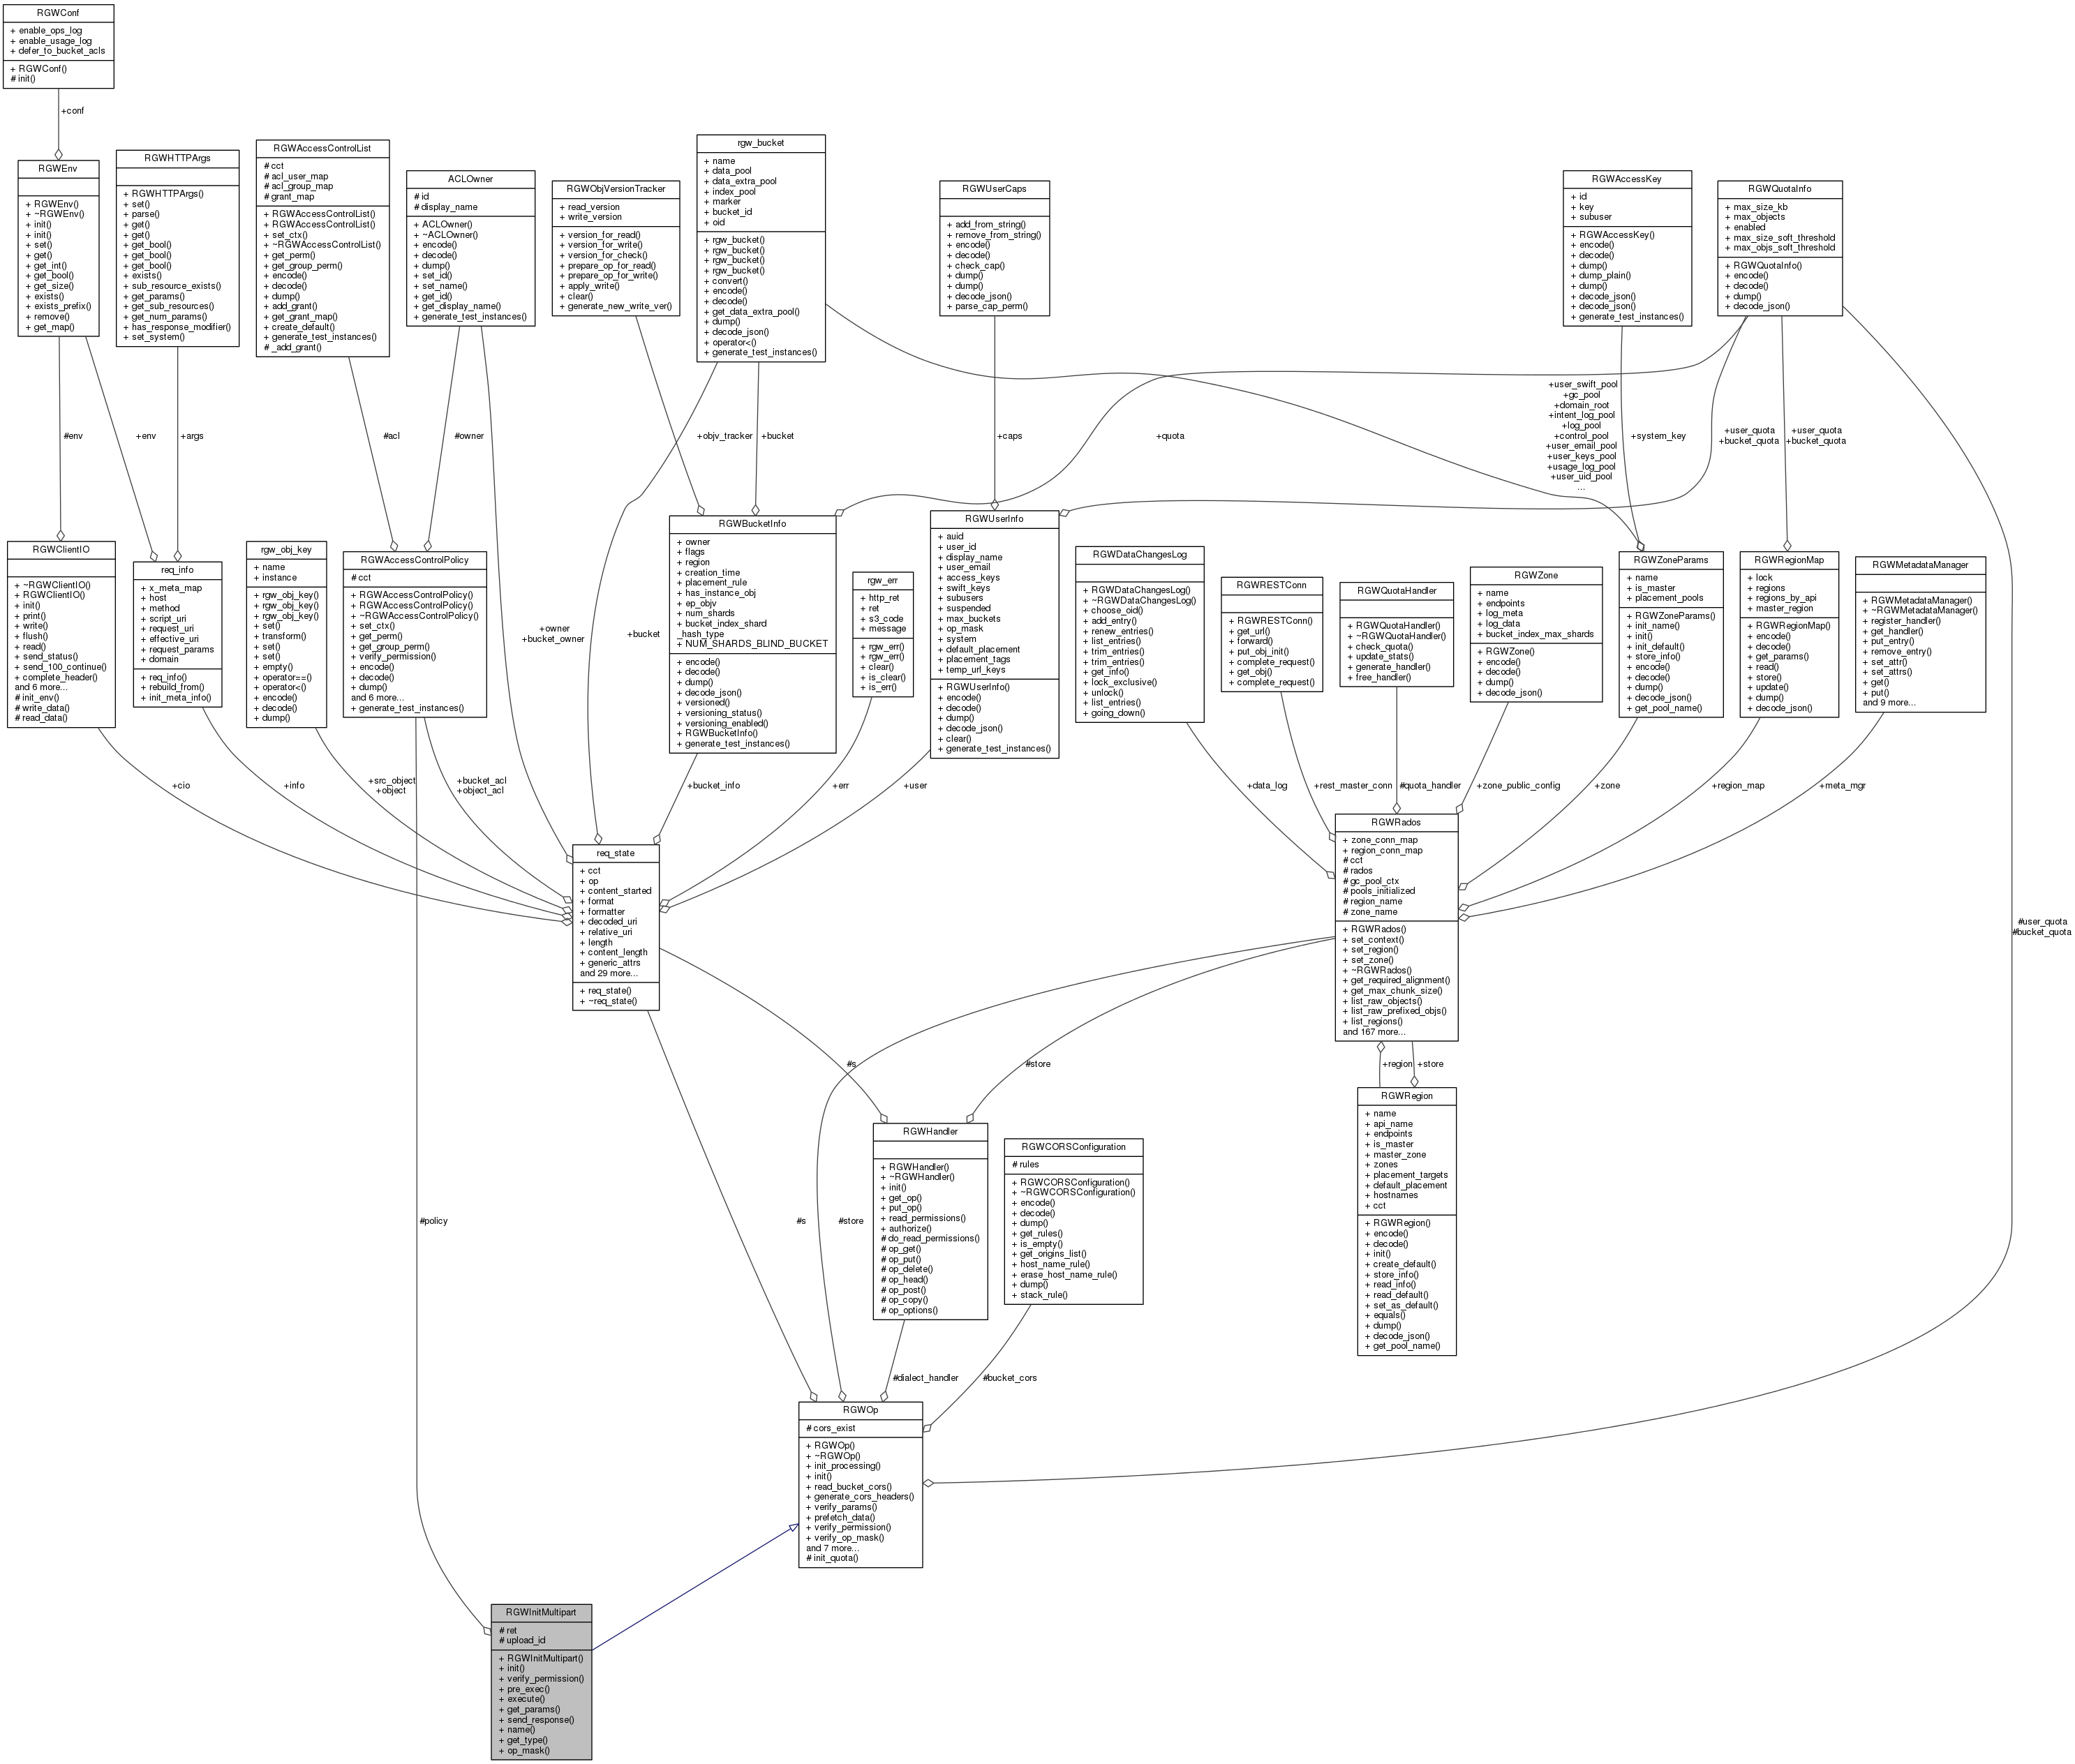 RGWConf
+ enable_ops_log
+ enable_usage_log
+ defer_to_bucket_acls
+ RGWConf()
# init()
+conf
RGWEnv
+ RGWEnv()
+ ~RGWEnv()
+ init()
+ init()
+ set()
+ get()
+ get_int()
+ get_bool()
+ get_size()
+ exists()
+ exists_prefix()
+ remove()
+ get_map()
RGWHTTPArgs
+ RGWHTTPArgs()
+ set()
+ parse()
+ get()
+ get()
+ get_bool()
+ get_bool()
+ get_bool()
+ exists()
+ sub_resource_exists()
+ get_params()
+ get_sub_resources()
+ get_num_params()
+ has_response_modifier()
+ set_system()
RGWAccessControlList
# cct
# acl_user_map
# acl_group_map
# grant_map
+ RGWAccessControlList()
+ RGWAccessControlList()
+ set_ctx()
+ ~RGWAccessControlList()
+ get_perm()
+ get_group_perm()
+ encode()
+ decode()
+ dump()
+ add_grant()
+ get_grant_map()
+ create_default()
+ generate_test_instances()
# _add_grant()
ACLOwner
# id
# display_name
+ ACLOwner()
+ ~ACLOwner()
+ encode()
+ decode()
+ dump()
+ set_id()
+ set_name()
+ get_id()
+ get_display_name()
+ generate_test_instances()
RGWObjVersionTracker
+ read_version
+ write_version
+ version_for_read()
+ version_for_write()
+ version_for_check()
+ prepare_op_for_read()
+ prepare_op_for_write()
+ apply_write()
+ clear()
+ generate_new_write_ver()
rgw_bucket
+ name
+ data_pool
+ data_extra_pool
+ index_pool
+ marker
+ bucket_id
+ oid
+ rgw_bucket()
+ rgw_bucket()
+ rgw_bucket()
+ rgw_bucket()
+ convert()
+ encode()
+ decode()
+ get_data_extra_pool()
+ dump()
+ decode_json()
+ operator<()
+ generate_test_instances()
RGWUserCaps
+ add_from_string()
+ remove_from_string()
+ encode()
+ decode()
+ check_cap()
+ dump()
+ dump()
+ decode_json()
+ parse_cap_perm()
RGWAccessKey
+ id
+ key
+ subuser
+ RGWAccessKey()
+ encode()
+ decode()
+ dump()
+ dump_plain()
+ dump()
+ decode_json()
+ decode_json()
+ generate_test_instances()
RGWQuotaInfo
+ max_size_kb
+ max_objects
+ enabled
+ max_size_soft_threshold
+ max_objs_soft_threshold
+ RGWQuotaInfo()
+ encode()
+ decode()
+ dump()
+ decode_json()
#env
+env
+args
#acl
#owner
+objv_tracker
+bucket
+quota
+caps
+user_swift_pool
+gc_pool
+domain_root
+intent_log_pool
+log_pool
+control_pool
+user_email_pool
+user_keys_pool
+usage_log_pool
+user_uid_pool
...
+system_key
+user_quota
+bucket_quota
+user_quota
+bucket_quota
RGWClientIO
+ ~RGWClientIO()
+ RGWClientIO()
+ init()
+ print()
+ write()
+ flush()
+ read()
+ send_status()
+ send_100_continue()
+ complete_header()
and 6 more...
# init_env()
# write_data()
# read_data()
req_info
+ x_meta_map
+ host
+ method
+ script_uri
+ request_uri
+ effective_uri
+ request_params
+ domain
+ req_info()
+ rebuild_from()
+ init_meta_info()
rgw_obj_key
+ name
+ instance
+ rgw_obj_key()
+ rgw_obj_key()
+ rgw_obj_key()
+ set()
+ transform()
+ set()
+ set()
+ empty()
+ operator==()
+ operator<()
+ encode()
+ decode()
+ dump()
RGWAccessControlPolicy
# cct
+ RGWAccessControlPolicy()
+ RGWAccessControlPolicy()
+ ~RGWAccessControlPolicy()
+ set_ctx()
+ get_perm()
+ get_group_perm()
+ verify_permission()
+ encode()
+ decode()
+ dump()
and 6 more...
+ generate_test_instances()
+owner
+bucket_owner
+bucket
RGWBucketInfo
+ owner
+ flags
+ region
+ creation_time
+ placement_rule
+ has_instance_obj
+ ep_objv
+ num_shards
+ bucket_index_shard
_hash_type
+ NUM_SHARDS_BLIND_BUCKET
+ encode()
+ decode()
+ dump()
+ decode_json()
+ versioned()
+ versioning_status()
+ versioning_enabled()
+ RGWBucketInfo()
+ generate_test_instances()
rgw_err
+ http_ret
+ ret
+ s3_code
+ message
+ rgw_err()
+ rgw_err()
+ clear()
+ is_clear()
+ is_err()
RGWUserInfo
+ auid
+ user_id
+ display_name
+ user_email
+ access_keys
+ swift_keys
+ subusers
+ suspended
+ max_buckets
+ op_mask
+ system
+ default_placement
+ placement_tags
+ temp_url_keys
+ RGWUserInfo()
+ encode()
+ decode()
+ dump()
+ decode_json()
+ clear()
+ generate_test_instances()
RGWDataChangesLog
+ RGWDataChangesLog()
+ ~RGWDataChangesLog()
+ choose_oid()
+ add_entry()
+ renew_entries()
+ list_entries()
+ trim_entries()
+ trim_entries()
+ get_info()
+ lock_exclusive()
+ unlock()
+ list_entries()
+ going_down()
RGWRESTConn
+ RGWRESTConn()
+ get_url()
+ forward()
+ put_obj_init()
+ complete_request()
+ get_obj()
+ complete_request()
RGWQuotaHandler
+ RGWQuotaHandler()
+ ~RGWQuotaHandler()
+ check_quota()
+ update_stats()
+ generate_handler()
+ free_handler()
RGWZone
+ name
+ endpoints
+ log_meta
+ log_data
+ bucket_index_max_shards
+ RGWZone()
+ encode()
+ decode()
+ dump()
+ decode_json()
RGWZoneParams
+ name
+ is_master
+ placement_pools
+ RGWZoneParams()
+ init_name()
+ init()
+ init_default()
+ store_info()
+ encode()
+ decode()
+ dump()
+ decode_json()
+ get_pool_name()
RGWRegionMap
+ lock
+ regions
+ regions_by_api
+ master_region
+ RGWRegionMap()
+ encode()
+ decode()
+ get_params()
+ read()
+ store()
+ update()
+ dump()
+ decode_json()
RGWMetadataManager
+ RGWMetadataManager()
+ ~RGWMetadataManager()
+ register_handler()
+ get_handler()
+ put_entry()
+ remove_entry()
+ set_attr()
+ set_attrs()
+ get()
+ put()
and 9 more...
+cio
+info
+src_object
+object
+bucket_acl
+object_acl
+bucket_info
+err
+user
+data_log
+rest_master_conn
#quota_handler
+zone_public_config
+zone
+region_map
+meta_mgr
req_state
+ cct
+ op
+ content_started
+ format
+ formatter
+ decoded_uri
+ relative_uri
+ length
+ content_length
+ generic_attrs
and 29 more...
+ req_state()
+ ~req_state()
RGWRados
+ zone_conn_map
+ region_conn_map
# cct
# rados
# gc_pool_ctx
# pools_initialized
# region_name
# zone_name
+ RGWRados()
+ set_context()
+ set_region()
+ set_zone()
+ ~RGWRados()
+ get_required_alignment()
+ get_max_chunk_size()
+ list_raw_objects()
+ list_raw_prefixed_objs()
+ list_regions()
and 167 more...
#user_quota
#bucket_quota
#s
#store
+region
+store
RGWRegion
+ name
+ api_name
+ endpoints
+ is_master
+ master_zone
+ zones
+ placement_targets
+ default_placement
+ hostnames
+ cct
+ RGWRegion()
+ encode()
+ decode()
+ init()
+ create_default()
+ store_info()
+ read_info()
+ read_default()
+ set_as_default()
+ equals()
+ dump()
+ decode_json()
+ get_pool_name()
RGWHandler
+ RGWHandler()
+ ~RGWHandler()
+ init()
+ get_op()
+ put_op()
+ read_permissions()
+ authorize()
# do_read_permissions()
# op_get()
# op_put()
# op_delete()
# op_head()
# op_post()
# op_copy()
# op_options()
RGWCORSConfiguration
# rules
+ RGWCORSConfiguration()
+ ~RGWCORSConfiguration()
+ encode()
+ decode()
+ dump()
+ get_rules()
+ is_empty()
+ get_origins_list()
+ host_name_rule()
+ erase_host_name_rule()
+ dump()
+ stack_rule()
#policy
#s
#store
#dialect_handler
#bucket_cors
RGWOp
# cors_exist
+ RGWOp()
+ ~RGWOp()
+ init_processing()
+ init()
+ read_bucket_cors()
+ generate_cors_headers()
+ verify_params()
+ prefetch_data()
+ verify_permission()
+ verify_op_mask()
and 7 more...
# init_quota()
RGWInitMultipart
# ret
# upload_id
+ RGWInitMultipart()
+ init()
+ verify_permission()
+ pre_exec()
+ execute()
+ get_params()
+ send_response()
+ name()
+ get_type()
+ op_mask()